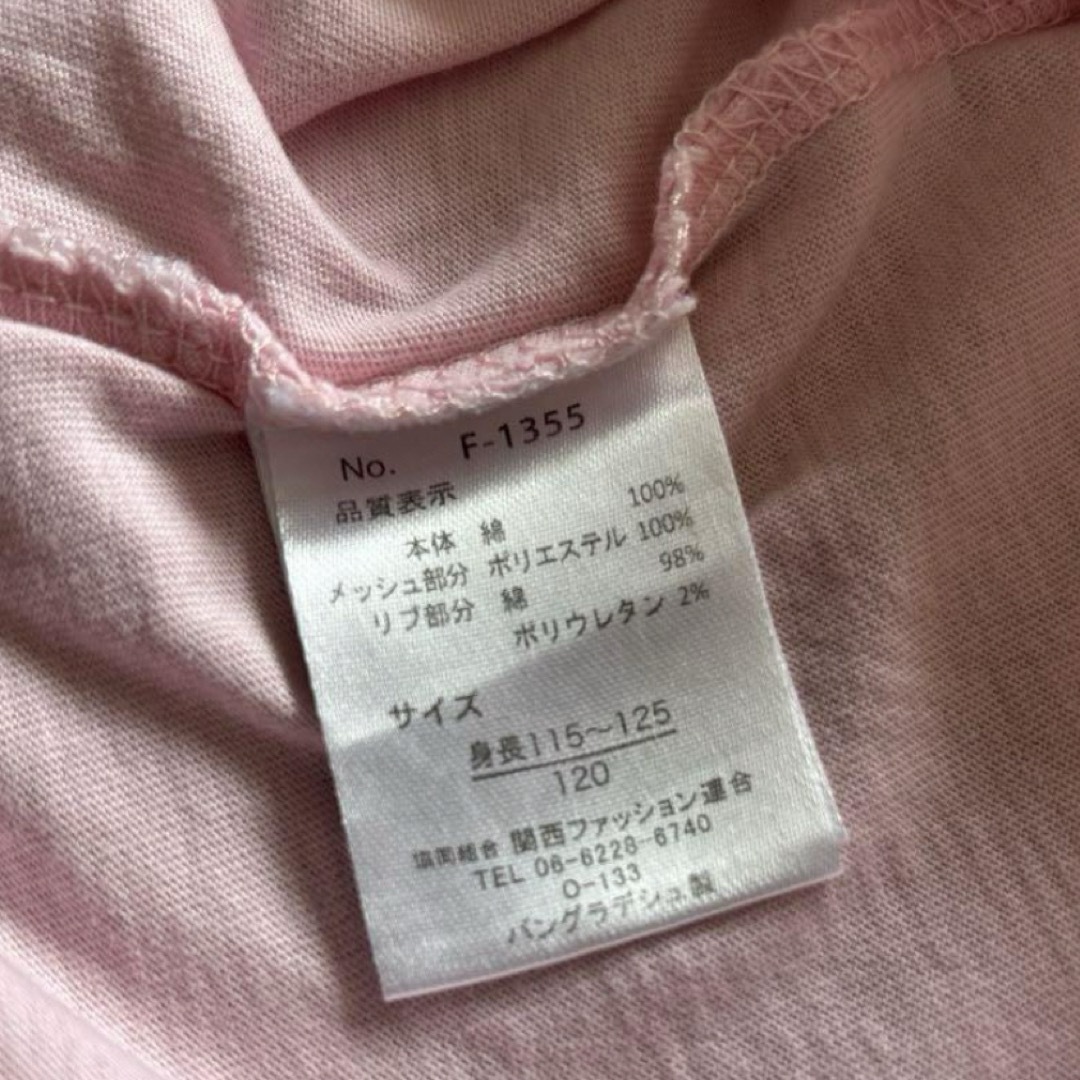 No. F-1355
品質表示
本体 綿 100%
メッシュ部分 ポリエステル 100%
リブ部分 綿 98%
ポリウレタン 2%
サイズ
身長115～125
120
協同組合 関西ファッション連合
TEL 06-6228-6740
O-133
バングラデシュ製